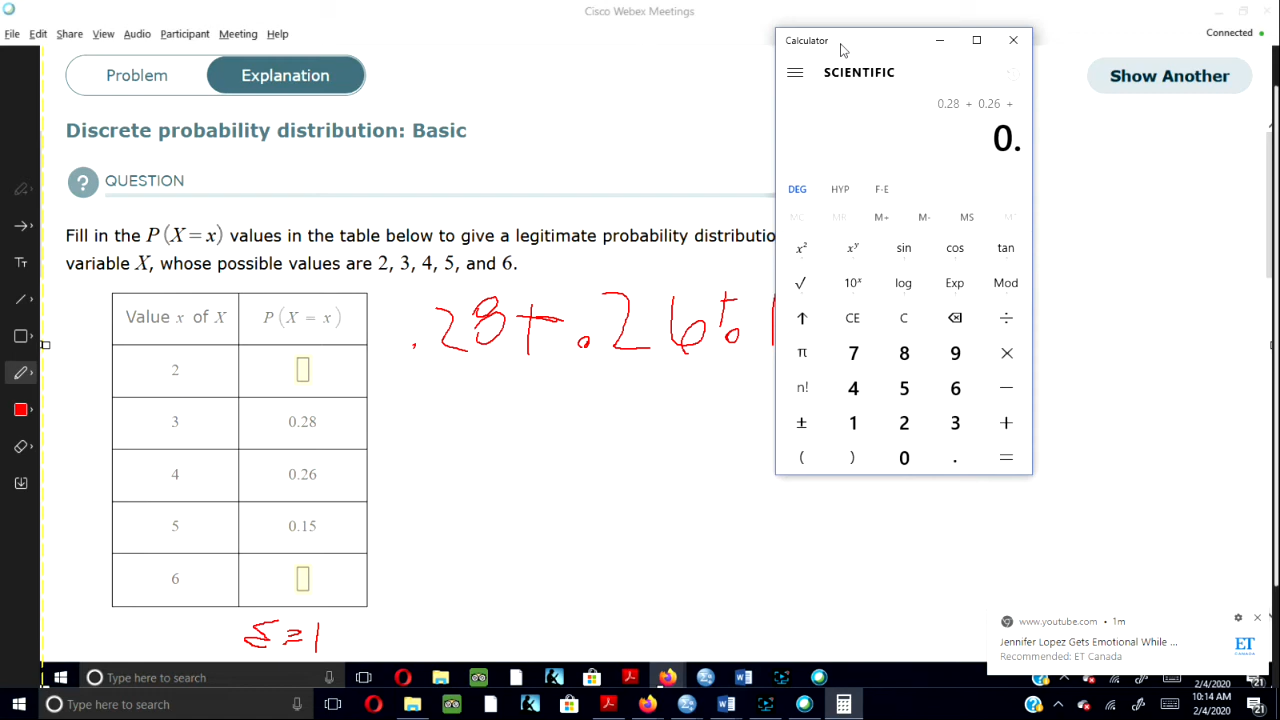 Cisco Webex Meetings
File Edit Share View Audio Participant Meeting Help
Connected
Problem
Explanation
Show Another
Discrete probability distribution: Basic
? QUESTION
Fill in the P(X=x) values in the table below to give a legitimate probability distributio
variable X, whose possible values are 2, 3, 4, 5, and 6.
Value x of X P(X = x)
2
3 0.28
4 0.26
5 0.15
6
.28+.26+.1
Σ=1
Calculator
SCIENTIFIC
0.28 + 0.26 +
0.
DEG HYP F-E
MC MR M+ M- MS
x² xʸ sin cos tan
√ 10ˣ log Exp Mod
↑ CE C ÷
π 7 8 9 ×
n! 4 5 6 −
± 1 2 3 +
( ) 0 . =
www.youtube.com • 1m
Jennifer Lopez Gets Emotional While ...
Recommended: ET Canada
ET
Tt
Type here to search
2/4/2020
21
Type here to search
10:14 AM
2/4/2020
21